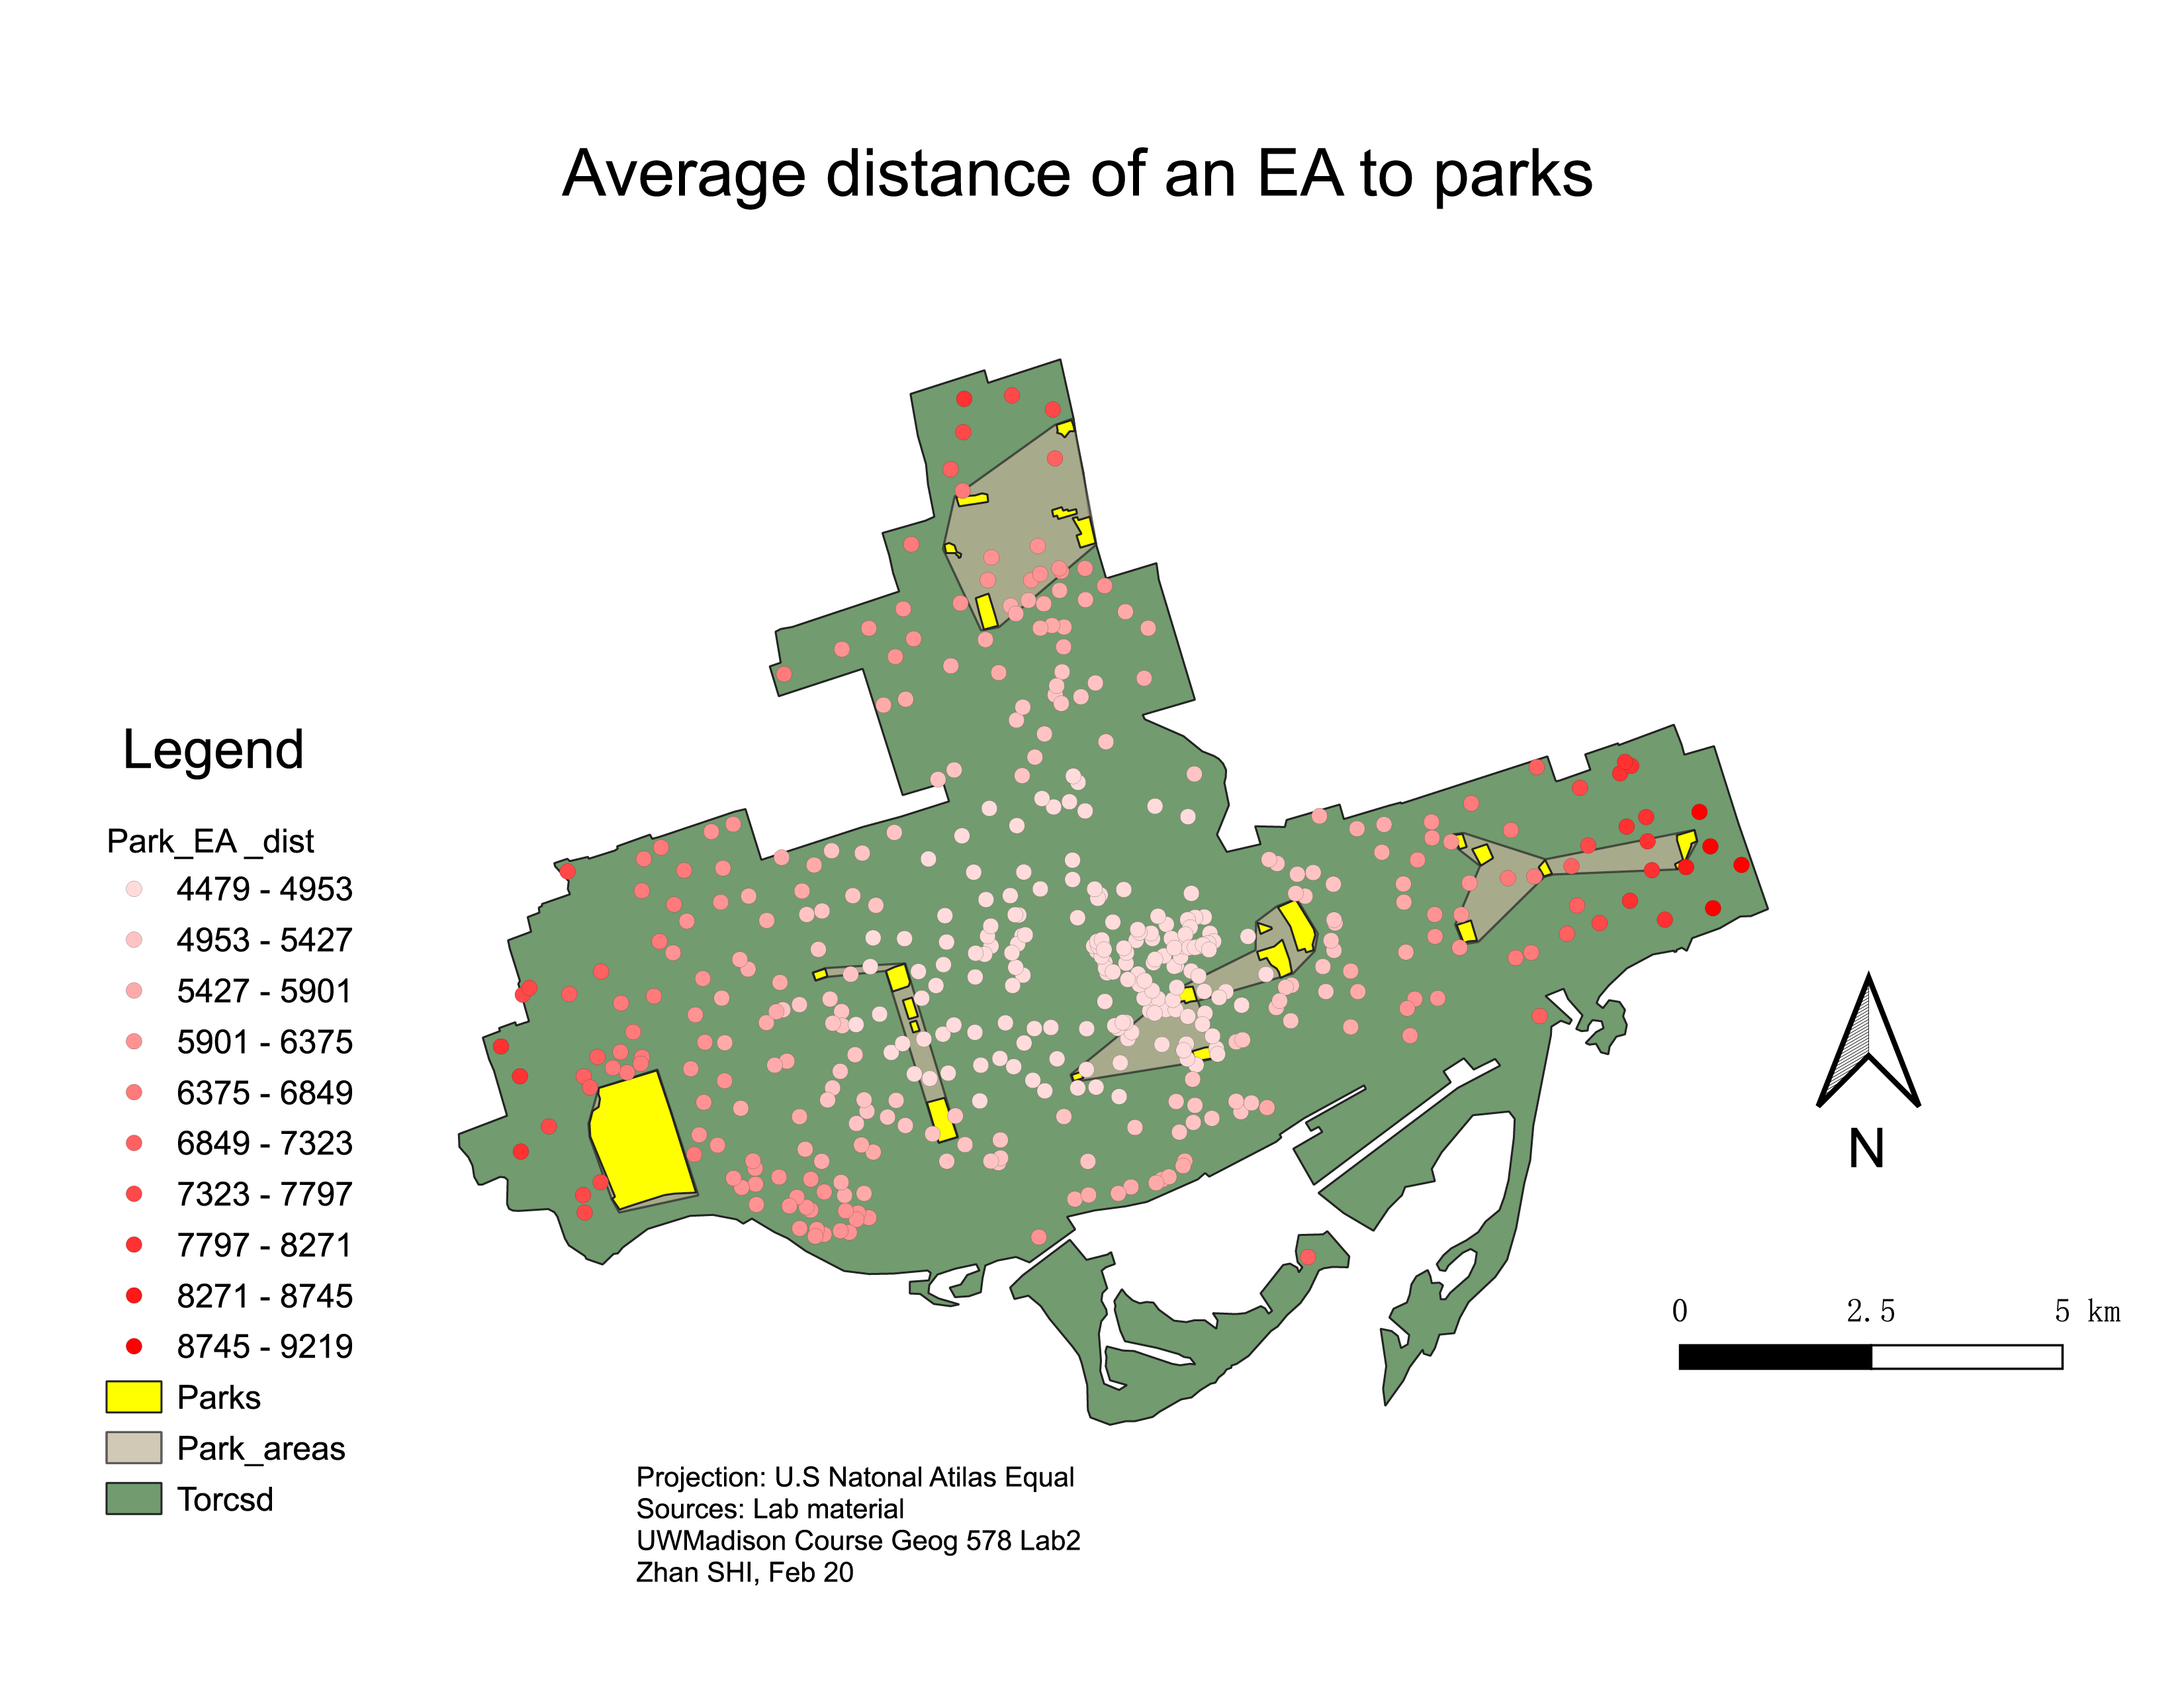 Average distance of an EA to parks
Legend
Park_EA _dist
4479 - 4953
4953 - 5427
5427 - 5901
5901 - 6375
6375 - 6849
6849 - 7323
7323 - 7797
7797 - 8271
8271 - 8745
8745 - 9219
Parks
Park_areas
Torcsd
N
0 2.5 5 km
Projection: U.S Natonal Atilas Equal
Sources: Lab material
UWMadison Course Geog 578 Lab2
Zhan SHI, Feb 20